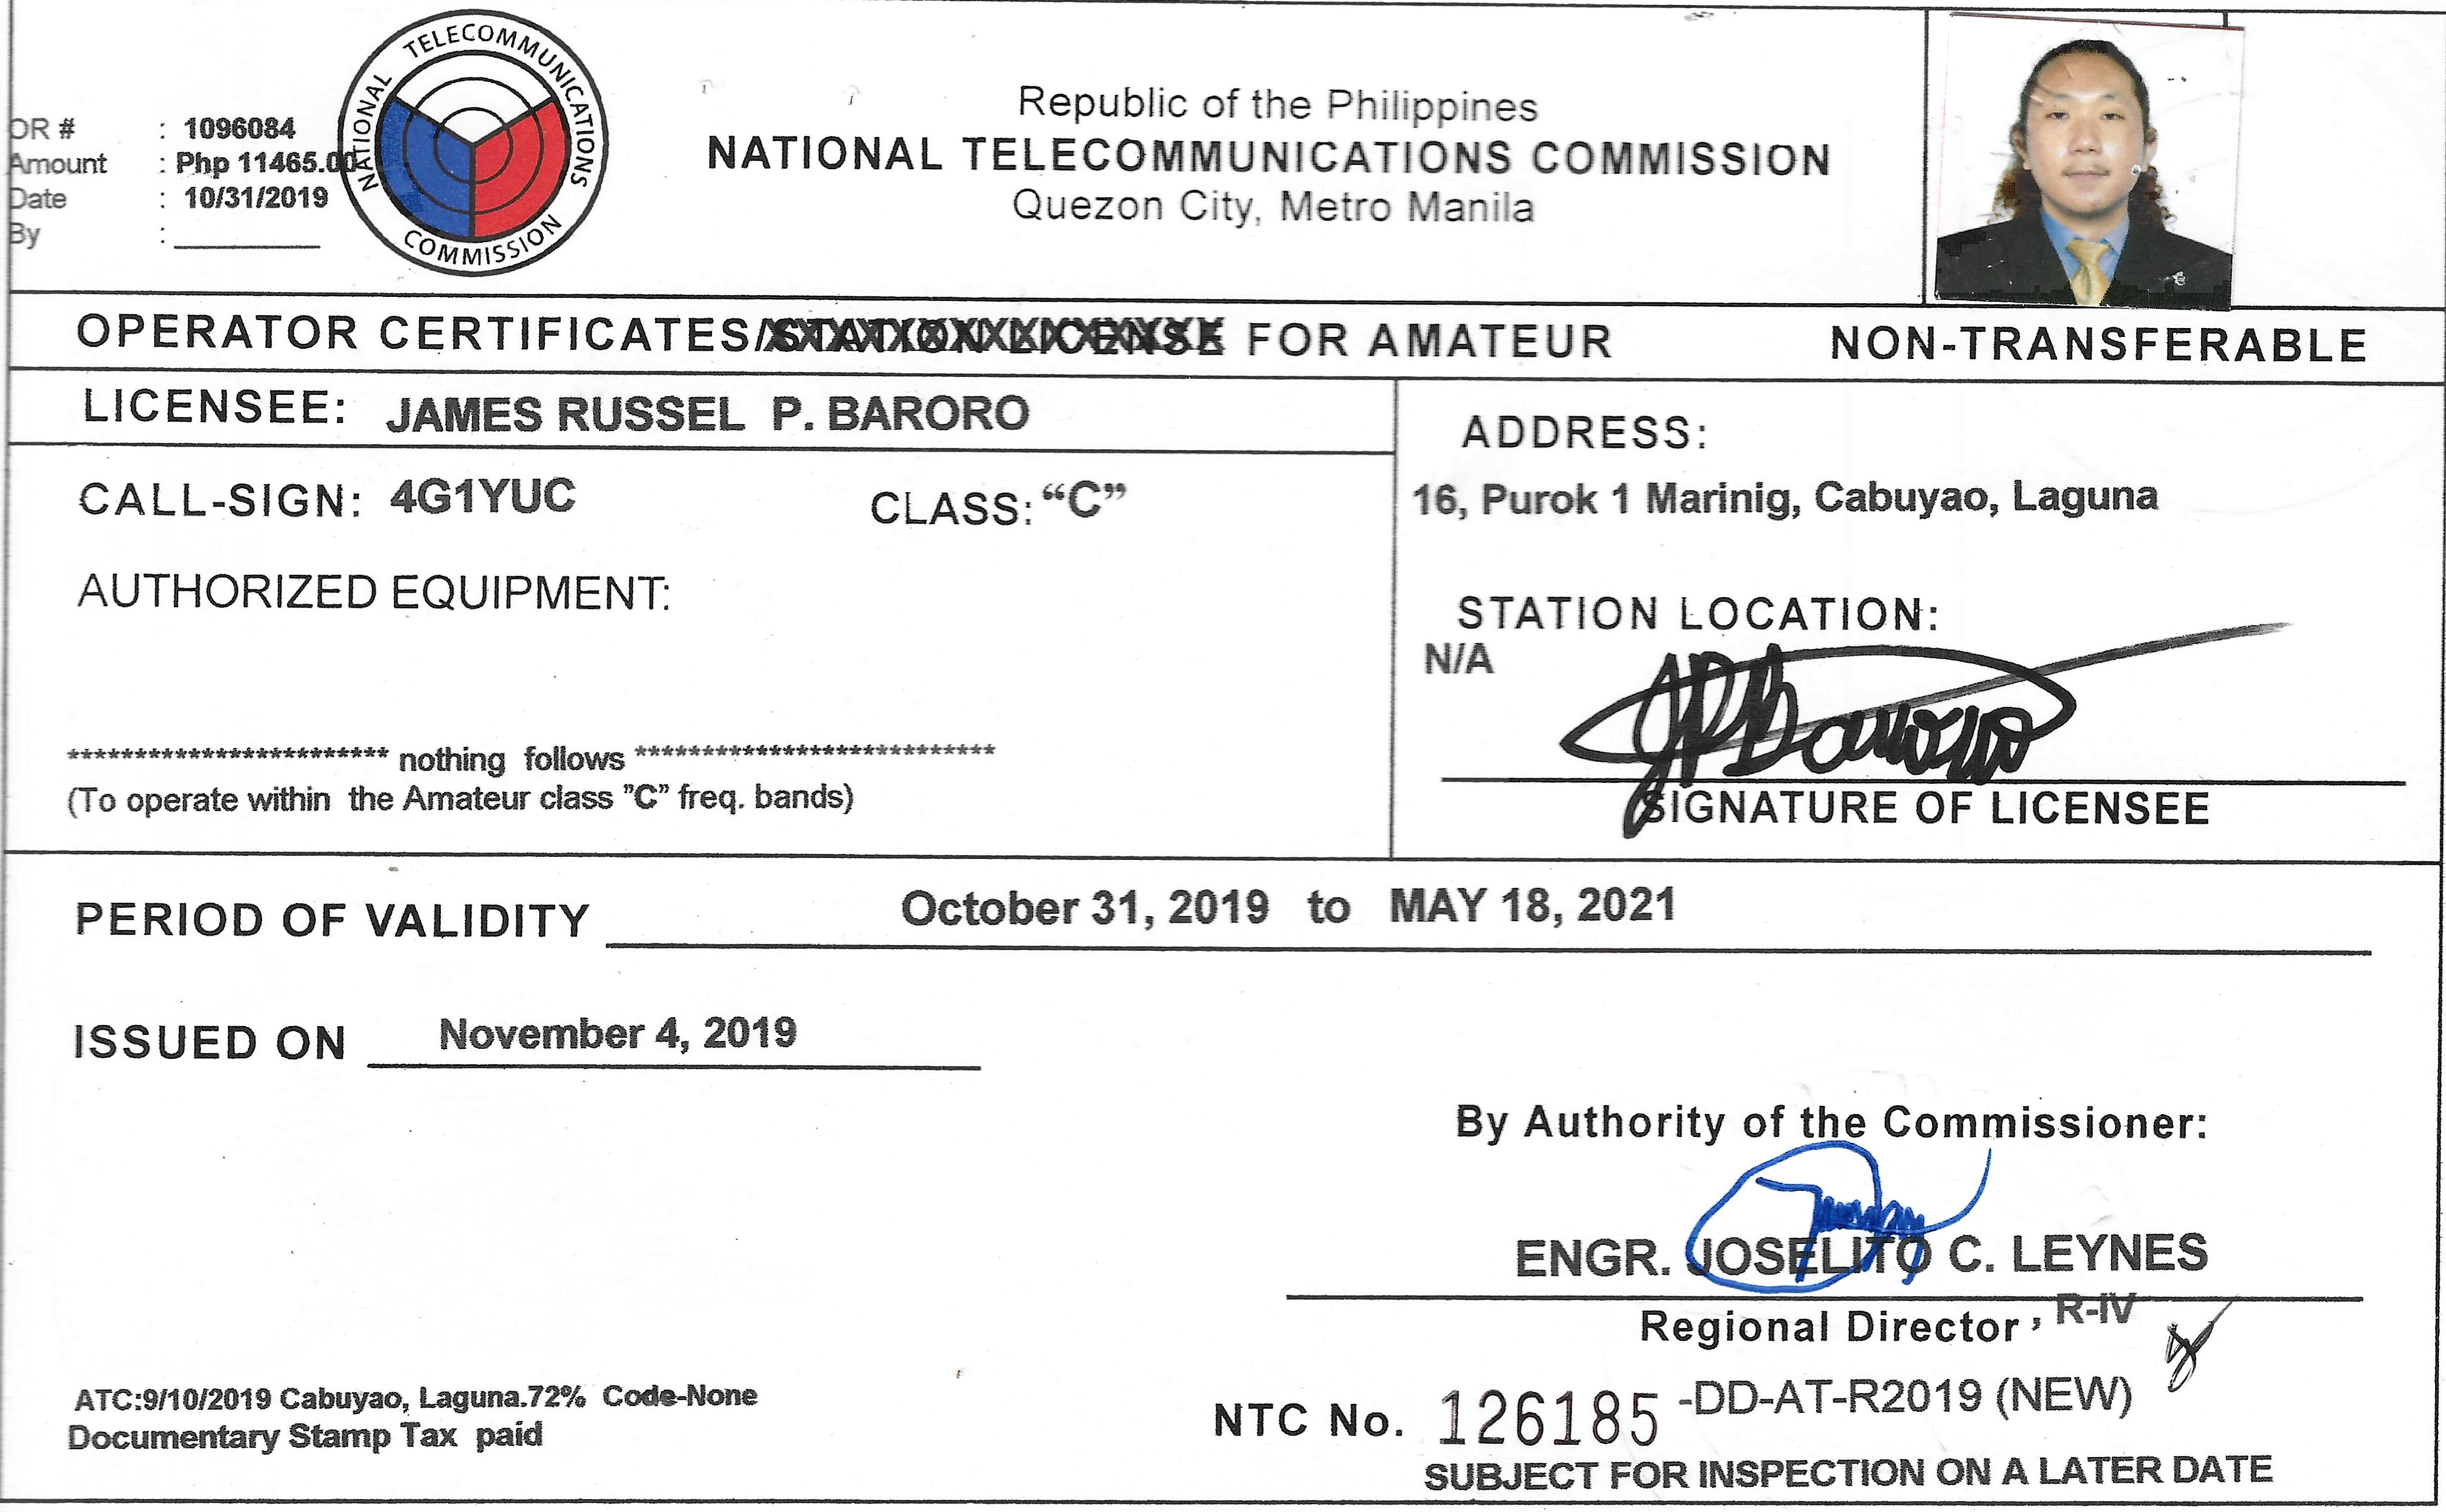 OR # : 1096084
Amount : Php 11465.00
Date : 10/31/2019
By :
NATIONAL TELECOMMUNICATIONS COMMISSION
Republic of the Philippines
NATIONAL TELECOMMUNICATIONS COMMISSION
Quezon City, Metro Manila
OPERATOR CERTIFICATES/STATION LICENSE FOR AMATEUR NON-TRANSFERABLE
LICENSEE: JAMES RUSSEL P. BARORO
CALL-SIGN: 4G1YUC CLASS: “C”
AUTHORIZED EQUIPMENT:
************************ nothing follows ***************************
(To operate within the Amateur class "C" freq. bands)
ADDRESS:
16, Purok 1 Marinig, Cabuyao, Laguna
STATION LOCATION:
N/A
JPBaroro
SIGNATURE OF LICENSEE
PERIOD OF VALIDITY October 31, 2019 to MAY 18, 2021
ISSUED ON November 4, 2019
By Authority of the Commissioner:
ENGR. JOSELITO C. LEYNES
Regional Director, R-IV
ATC:9/10/2019 Cabuyao, Laguna.72% Code-None
Documentary Stamp Tax paid
NTC No. 126185 -DD-AT-R2019 (NEW)
SUBJECT FOR INSPECTION ON A LATER DATE